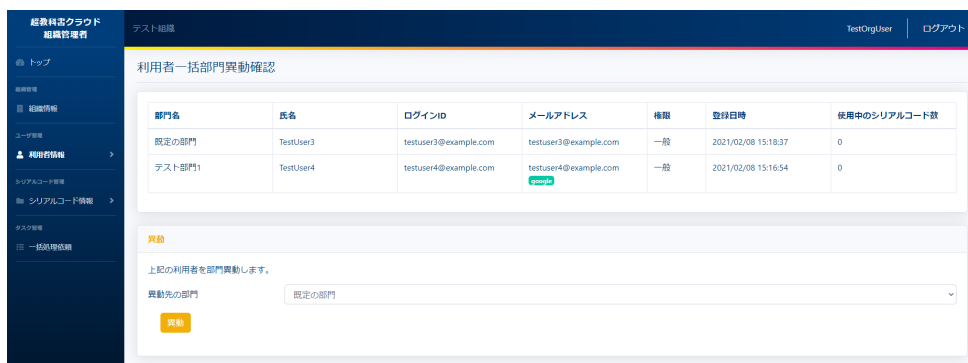 超教科書クラウド
組織管理者
テスト組織
TestOrgUser
ログアウト
トップ
組織管理
組織情報
ユーザ管理
利用者情報
シリアルコード管理
シリアルコード情報
タスク管理
一括処理依頼
利用者一括部門異動確認
部門名 氏名 ログインID メールアドレス 権限 登録日時 使用中のシリアルコード数
既定の部門 TestUser3 testuser3@example.com testuser3@example.com 一般 2021/02/08 15:18:37 0
テスト部門1 TestUser4 testuser4@example.com testuser4@example.com 一般 2021/02/08 15:16:54 0
google
異動
上記の利用者を部門異動します。
異動先の部門 既定の部門
異動